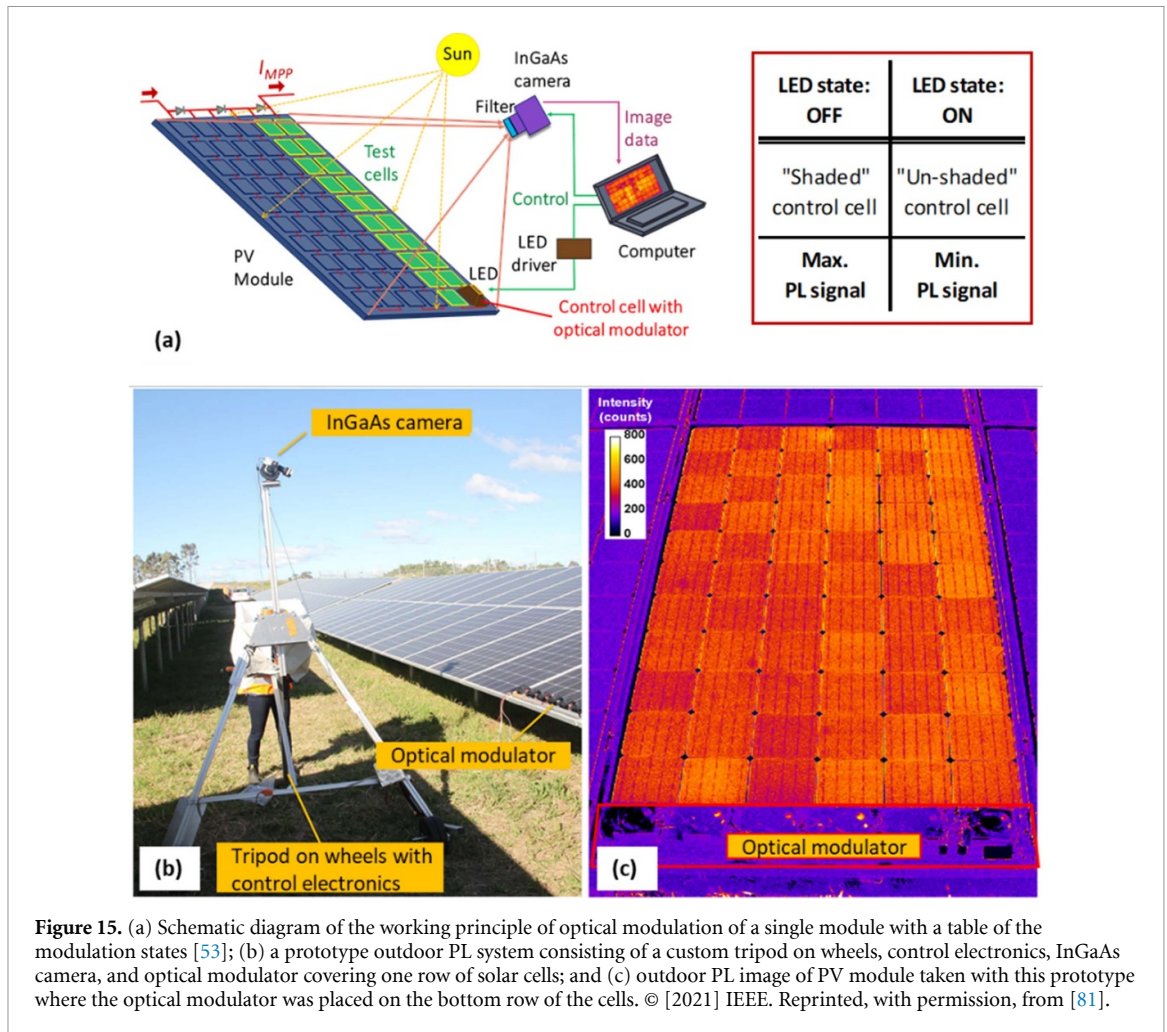 I_MPP
Sun
InGaAs
camera
Filter
Image
data
Test
cells
Control
LED
driver
Computer
PV
Module
LED
Control cell with
optical modulator
(a)
LED state:
OFF
LED state:
ON
"Shaded"
control cell
"Un-shaded"
control cell
Max.
PL signal
Min.
PL signal
InGaAs camera
Optical modulator
Tripod on wheels with
control electronics
(b)
Intensity
(counts)
800
600
400
200
0
Optical modulator
(c)
Figure 15. (a) Schematic diagram of the working principle of optical modulation of a single module with a table of the
modulation states [53]; (b) a prototype outdoor PL system consisting of a custom tripod on wheels, control electronics, InGaAs
camera, and optical modulator covering one row of solar cells; and (c) outdoor PL image of PV module taken with this prototype
where the optical modulator was placed on the bottom row of the cells. © [2021] IEEE. Reprinted, with permission, from [81].